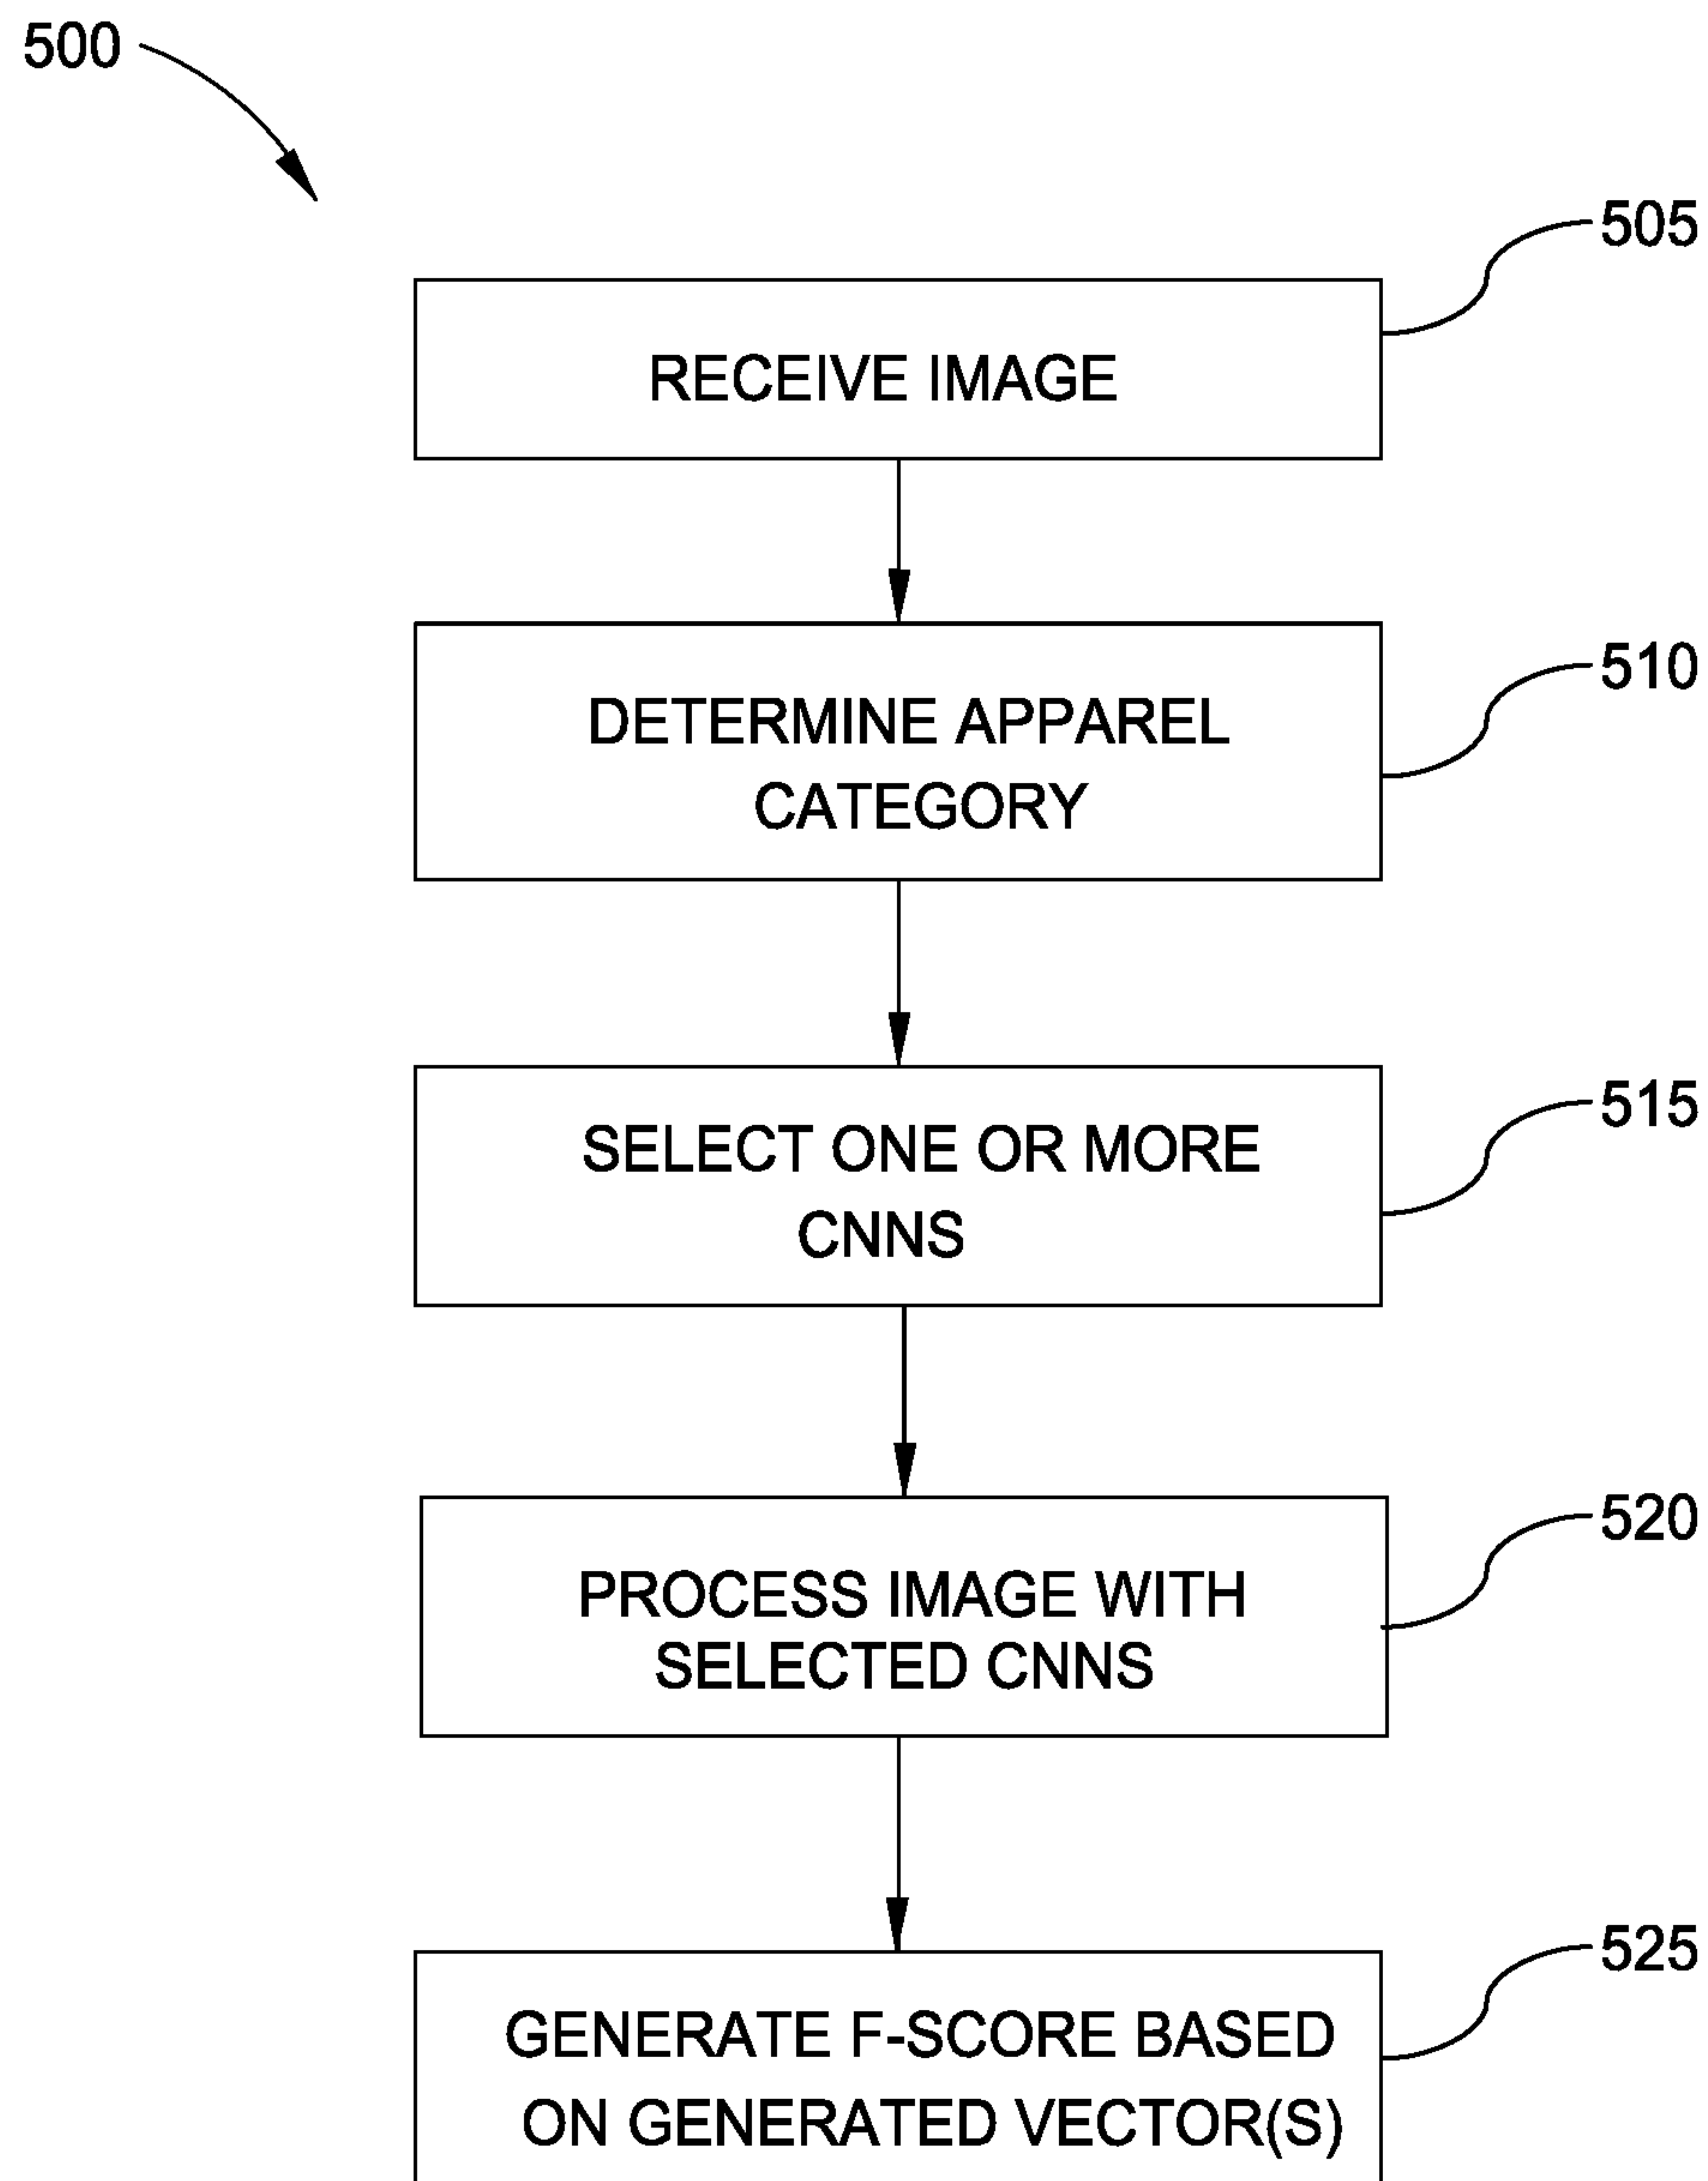 500
505
RECEIVE IMAGE
510
DETERMINE APPAREL
CATEGORY
515
SELECT ONE OR MORE
CNNS
520
PROCESS IMAGE WITH
SELECTED CNNS
525
GENERATE F-SCORE BASED
ON GENERATED VECTOR(S)